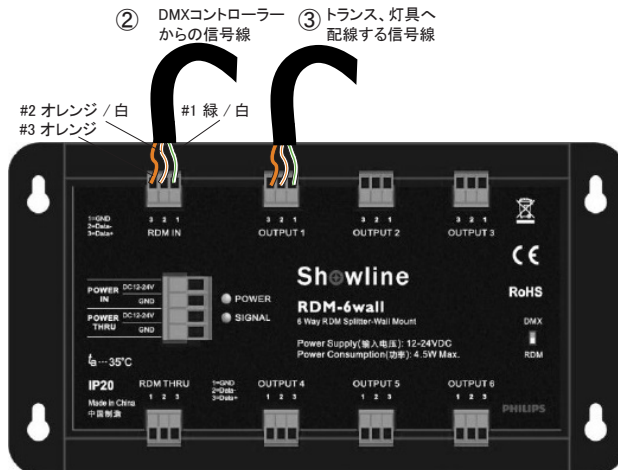 ② DMXコントローラー
からの信号線
③ トランス、灯具へ
配線する信号線
#2 オレンジ / 白
#3 オレンジ
#1 緑 / 白
3 2 1
RDM IN
3 2 1
OUTPUT 1
3 2 1
OUTPUT 2
3 2 1
OUTPUT 3
1=GND
2=Data-
3=Data+
POWER IN
DC12-24V
GND
POWER THRU
DC12-24V
GND
POWER
SIGNAL
Showline
RDM-6wall
6 Way RDM Splitter-Wall Mount
Power Supply(输入电压): 12-24VDC
Power Consumption(功率): 4.5W Max.
CE
RoHS
DMX
RDM
ta---35°C
IP20
Made in China
中国制造
RDM THRU
1 2 3
1=GND
2=Data-
3=Data+
OUTPUT 4
1 2 3
OUTPUT 5
1 2 3
OUTPUT 6
1 2 3
PHILIPS